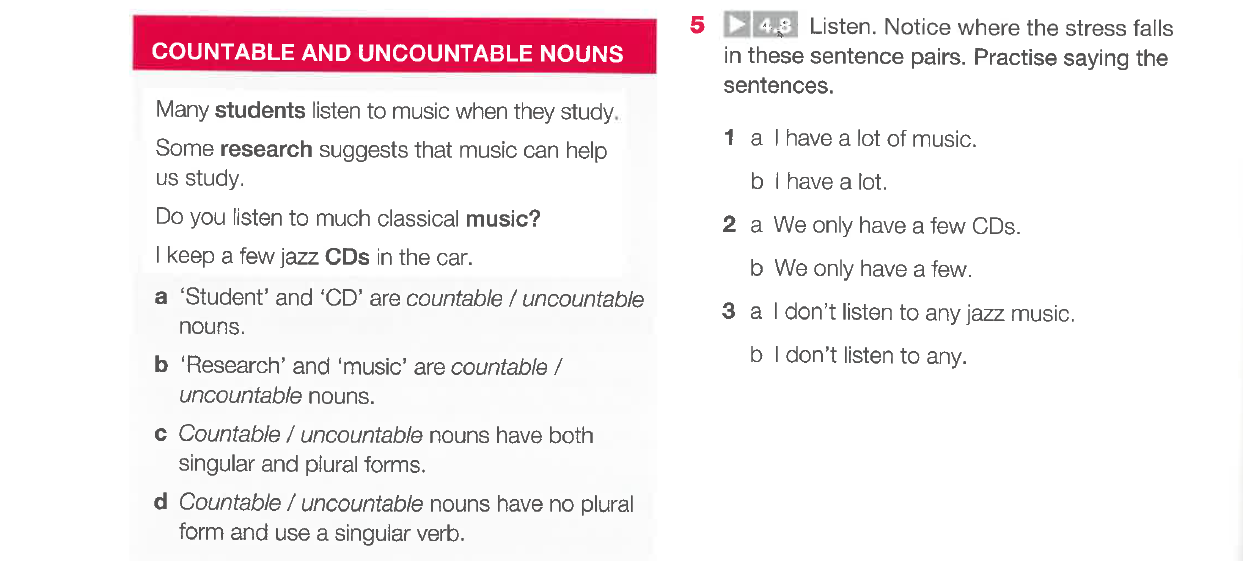 COUNTABLE AND UNCOUNTABLE NOUNS
Many students listen to music when they study.
Some research suggests that music can help
us study.
Do you listen to much classical music?
I keep a few jazz CDs in the car.
a 'Student' and 'CD' are countable / uncountable
nouns.
b 'Research' and 'music' are countable /
uncountable nouns.
c Countable / uncountable nouns have both
singular and plural forms.
d Countable / uncountable nouns have no plural
form and use a singular verb.
5 ▶ 4.8 Listen. Notice where the stress falls
in these sentence pairs. Practise saying the
sentences.
1 a I have a lot of music.
b I have a lot.
2 a We only have a few CDs.
b We only have a few.
3 a I don't listen to any jazz music.
b I don't listen to any.